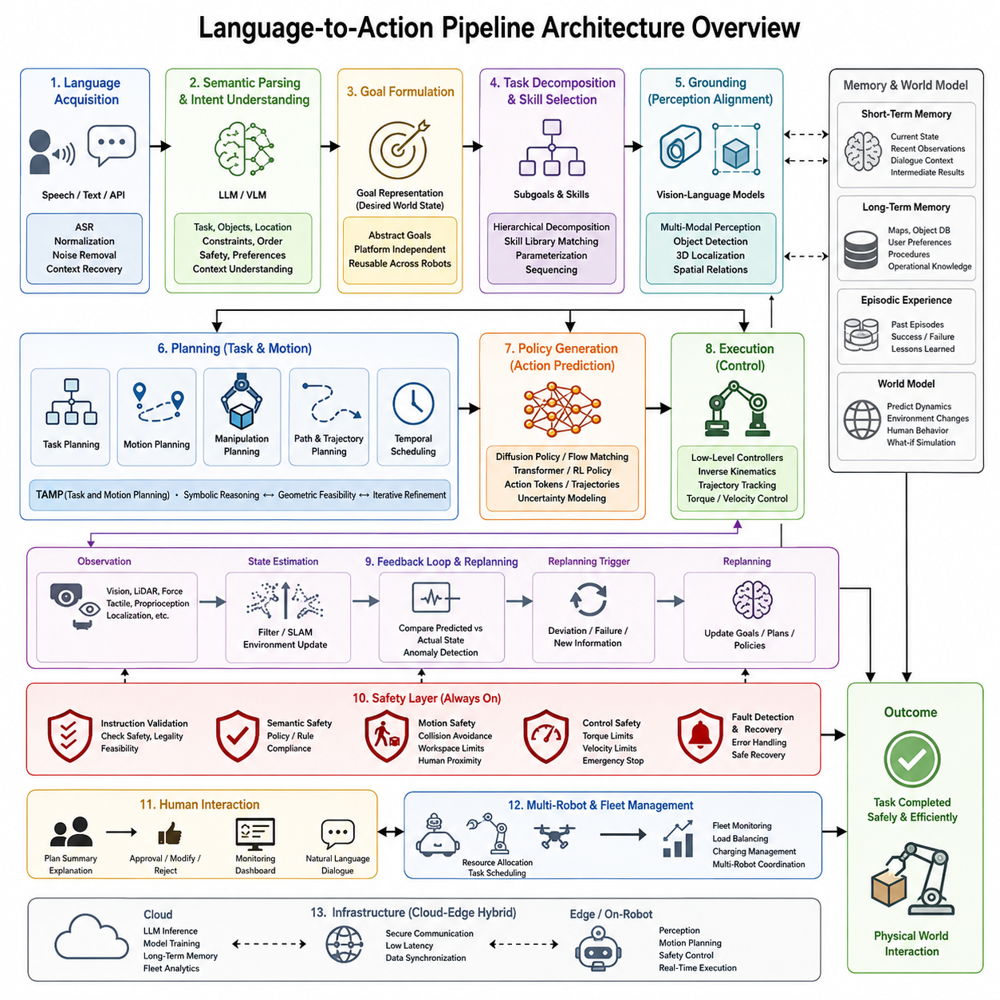 Language-to-Action Pipeline Architecture Overview
1. Language
Acquisition
Speech / Text / API
ASR
Normalization
Noise Removal
Context Recovery
2. Semantic Parsing
& Intent Understanding
LLM / VLM
Task, Objects, Location
Constraints, Order
Safety, Preferences
Context Understanding
3. Goal Formulation
Goal Representation
(Desired World State)
Abstract Goals
Platform Independent
Reusable Across Robots
4. Task Decomposition
& Skill Selection
Subgoals & Skills
Hierarchical Decomposition
Skill Library Matching
Parameterization
Sequencing
5. Grounding
(Perception Alignment)
Vision-Language Models
Multi-Modal Perception
Object Detection
3D Localization
Spatial Relations
Memory & World Model
Short-Term Memory
Current State
Recent Observations
Dialogue Context
Intermediate Results
Long-Term Memory
Maps, Object DB
User Preferences
Procedures
Operational Knowledge
Episodic Experience
Past Episodes
Success / Failure
Lessons Learned
World Model
Predict Dynamics
Environment Changes
Human Behavior
What-if Simulation
6. Planning (Task & Motion)
Task Planning
Motion Planning
Manipulation
Planning
Path & Trajectory
Planning
Temporal
Scheduling
TAMP (Task and Motion Planning) • Symbolic Reasoning ↔ Geometric Feasibility ↔ Iterative Refinement
7. Policy Generation
(Action Prediction)
Diffusion Policy / Flow Matching
Transformer / RL Policy
Action Tokens / Trajectories
Uncertainty Modeling
8. Execution
(Control)
Low-Level Controllers
Inverse Kinematics
Trajectory Tracking
Torque / Velocity Control
9. Feedback Loop & Replanning
Observation
Vision, LiDAR, Force
Tactile, Proprioception
Localization, etc.
State Estimation
Filter / SLAM
Environment Update
Compare Predicted vs
Actual State
Anomaly Detection
Replanning Trigger
Deviation / Failure /
New Information
Replanning
Update Goals / Plans /
Policies
10. Safety Layer (Always On)
Instruction Validation
Check Safety, Legality
Feasibility
Semantic Safety
Policy / Rule
Compliance
Motion Safety
Collision Avoidance
Workspace Limits
Human Proximity
Control Safety
Torque Limits
Velocity Limits
Emergency Stop
Fault Detection
& Recovery
Error Handling
Safe Recovery
11. Human Interaction
Plan Summary
Explanation
Approval / Modify /
Reject
Monitoring
Dashboard
Natural Language
Dialogue
12. Multi-Robot & Fleet Management
Resource Allocation
Task Scheduling
Fleet Monitoring
Load Balancing
Charging Management
Multi-Robot Coordination
Outcome
Task Completed
Safely & Efficiently
Physical World
Interaction
13. Infrastructure (Cloud-Edge Hybrid)
Cloud
LLM Inference
Model Training
Long-Term Memory
Fleet Analytics
Secure Communication
Low Latency
Data Synchronization
Edge / On-Robot
Perception
Motion Planning
Safety Control
Real-Time Execution